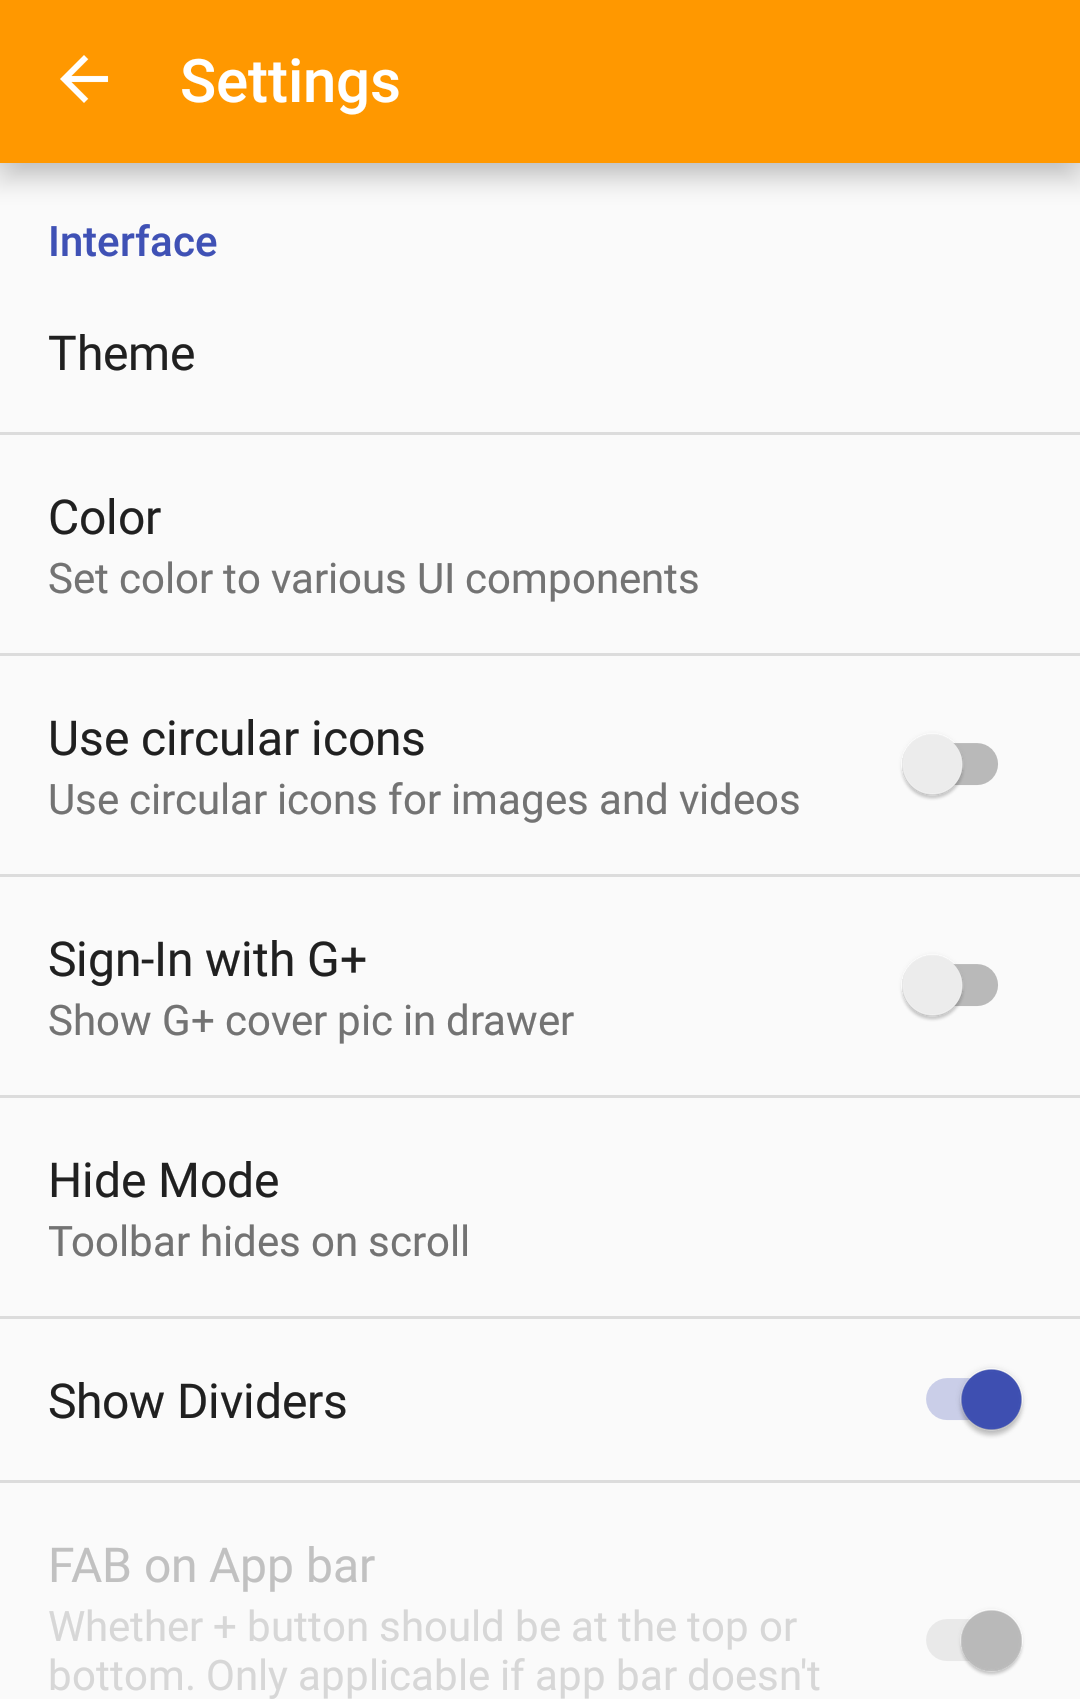 Settings
Interface
Theme
Color
Set color to various UI components
Use circular icons
Use circular icons for images and videos
Sign-In with G+
Show G+ cover pic in drawer
Hide Mode
Toolbar hides on scroll
Show Dividers
FAB on App bar
Whether + button should be at the top or
bottom. Only applicable if app bar doesn't